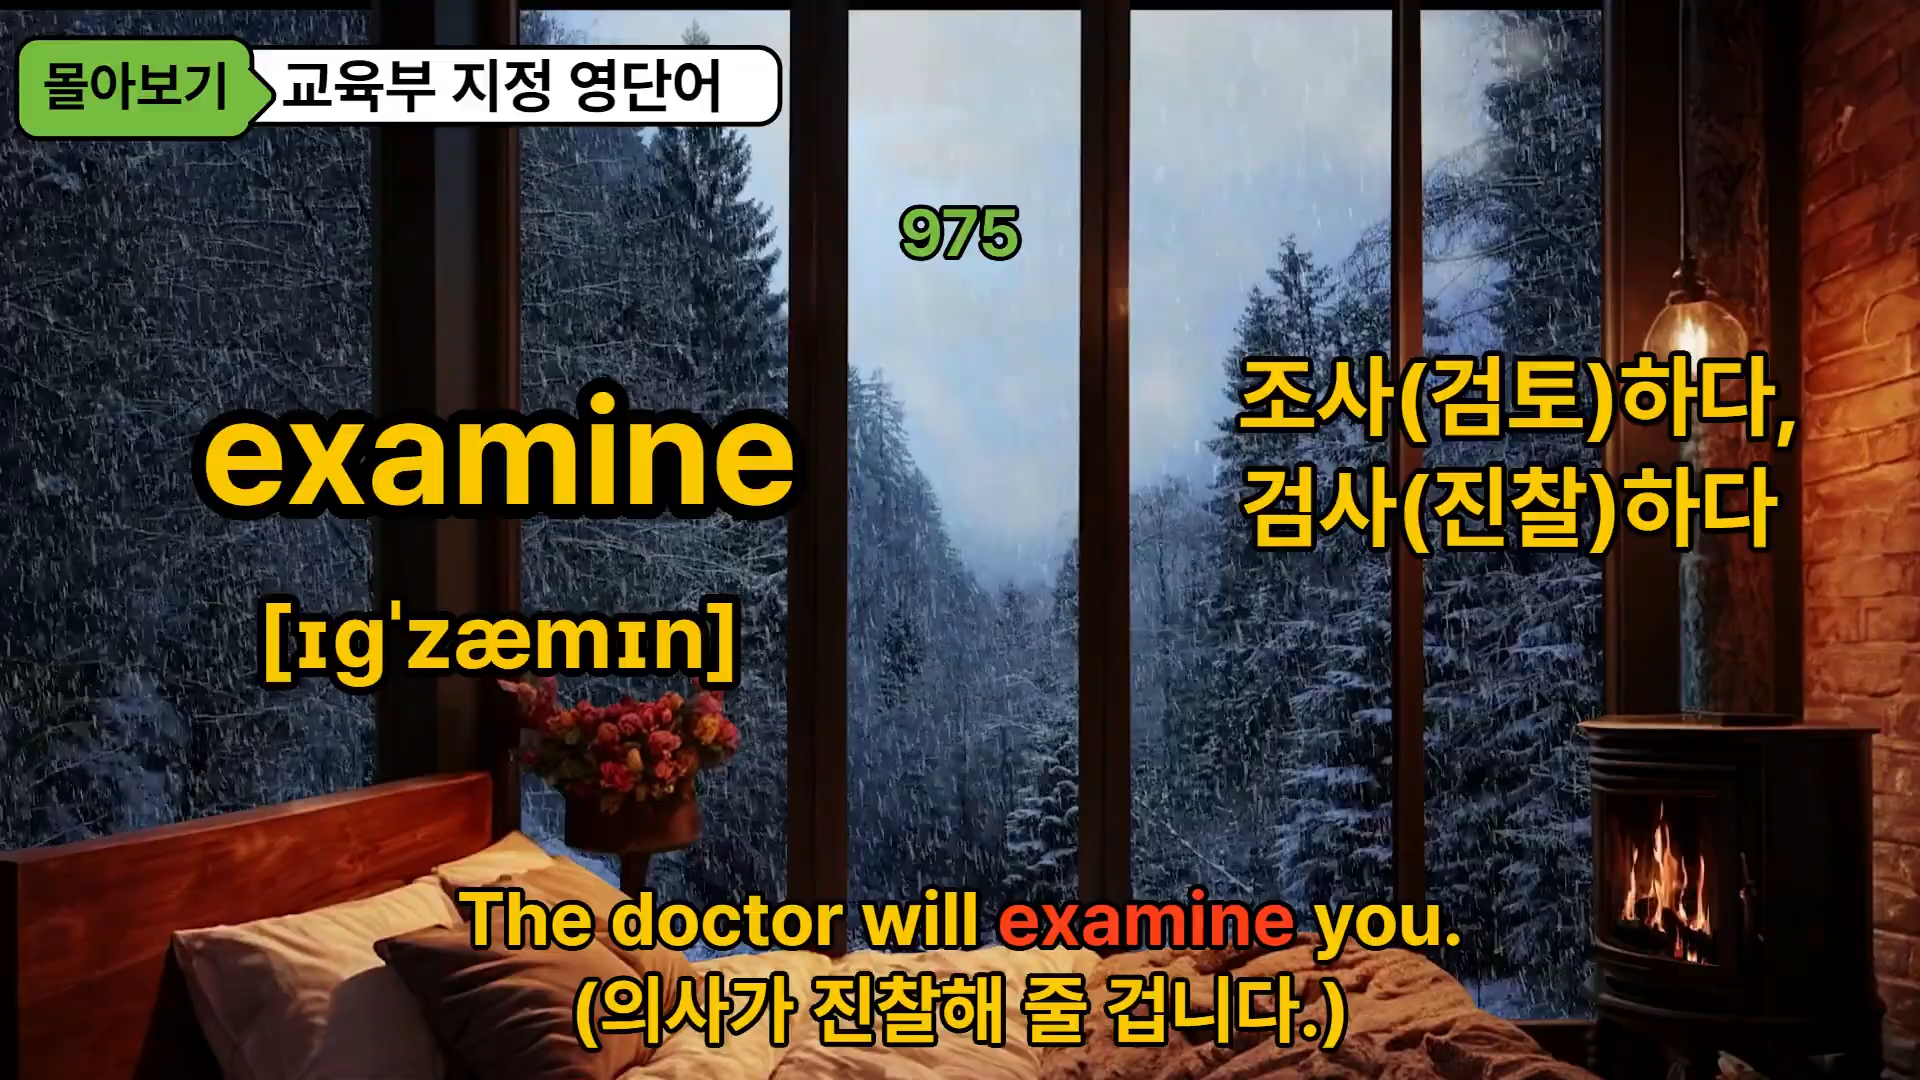 몰아보기
교육부 지정 영단어
975
examine
[ɪgˈzæmɪn]
조사(검토)하다,
검사(진찰)하다
The doctor will examine you.
(의사가 진찰해 줄 겁니다.)